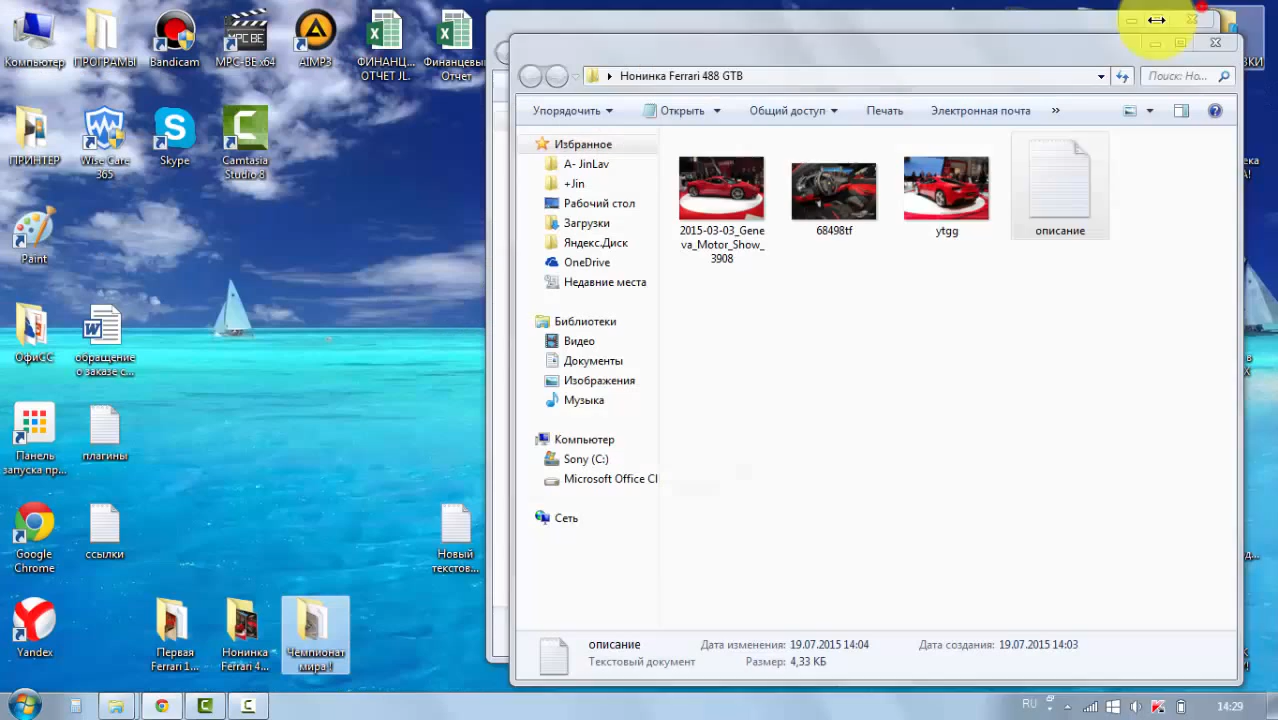 Компьютер
ПРОГРАМЫ
Bandicam
MPC-BE x64
AIMP3
ФИНАНЦ...
ОТЧЕТ JL.
Финансевы
Отчет
ПРИНТЕР
Wise Care
365
Skype
Camtasia
Studio 8
Paint
ОфиСС
обращение
о заказе с...
Панель
запуска пр...
плагины
Google
Chrome
ссылки
Новый
текстов...
Yandex
Первая
Ferrari 1...
Нонинка
Ferrari 4...
Чемпионат
мира!!
Нонинка Ferrari 488 GTB
Поиск: Но...
Упорядочить
Открыть
Общий доступ
Печать
Электронная почта
»
Избранное
A- JinLav
+Jin
Рабочий стол
Загрузки
Яндекс.Диск
OneDrive
Недавние места
Библиотеки
Видео
Документы
Изображения
Музыка
Компьютер
Sony (C:)
Microsoft Office Cl
Сеть
2015-03-03_Gene
va_Motor_Show_
3908
68498tf
ytgg
описание
описание
Дата изменения: 19.07.2015 14:04
Дата создания: 19.07.2015 14:03
Текстовый документ
Размер: 4,33 КБ
RU
14:29